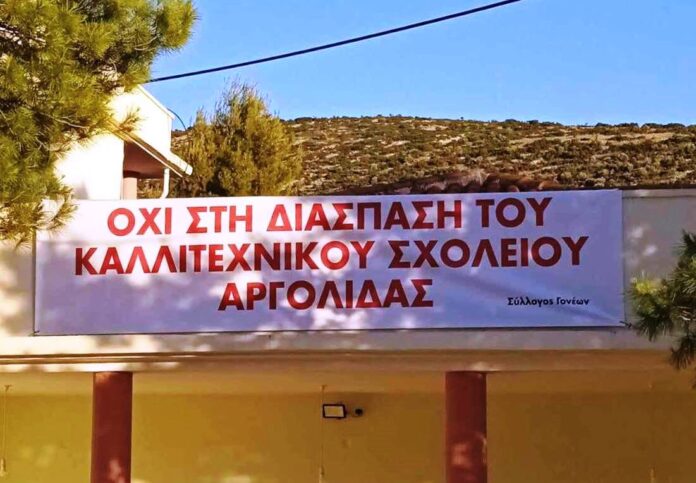 ΟΧΙ ΣΤΗ ΔΙΑΣΠΑΣΗ ΤΟΥ
ΚΑΛΛΙΤΕΧΝΙΚΟΥ ΣΧΟΛΕΙΟΥ
ΑΡΓΟΛΙΔΑΣ
Σύλλογος Γονέων